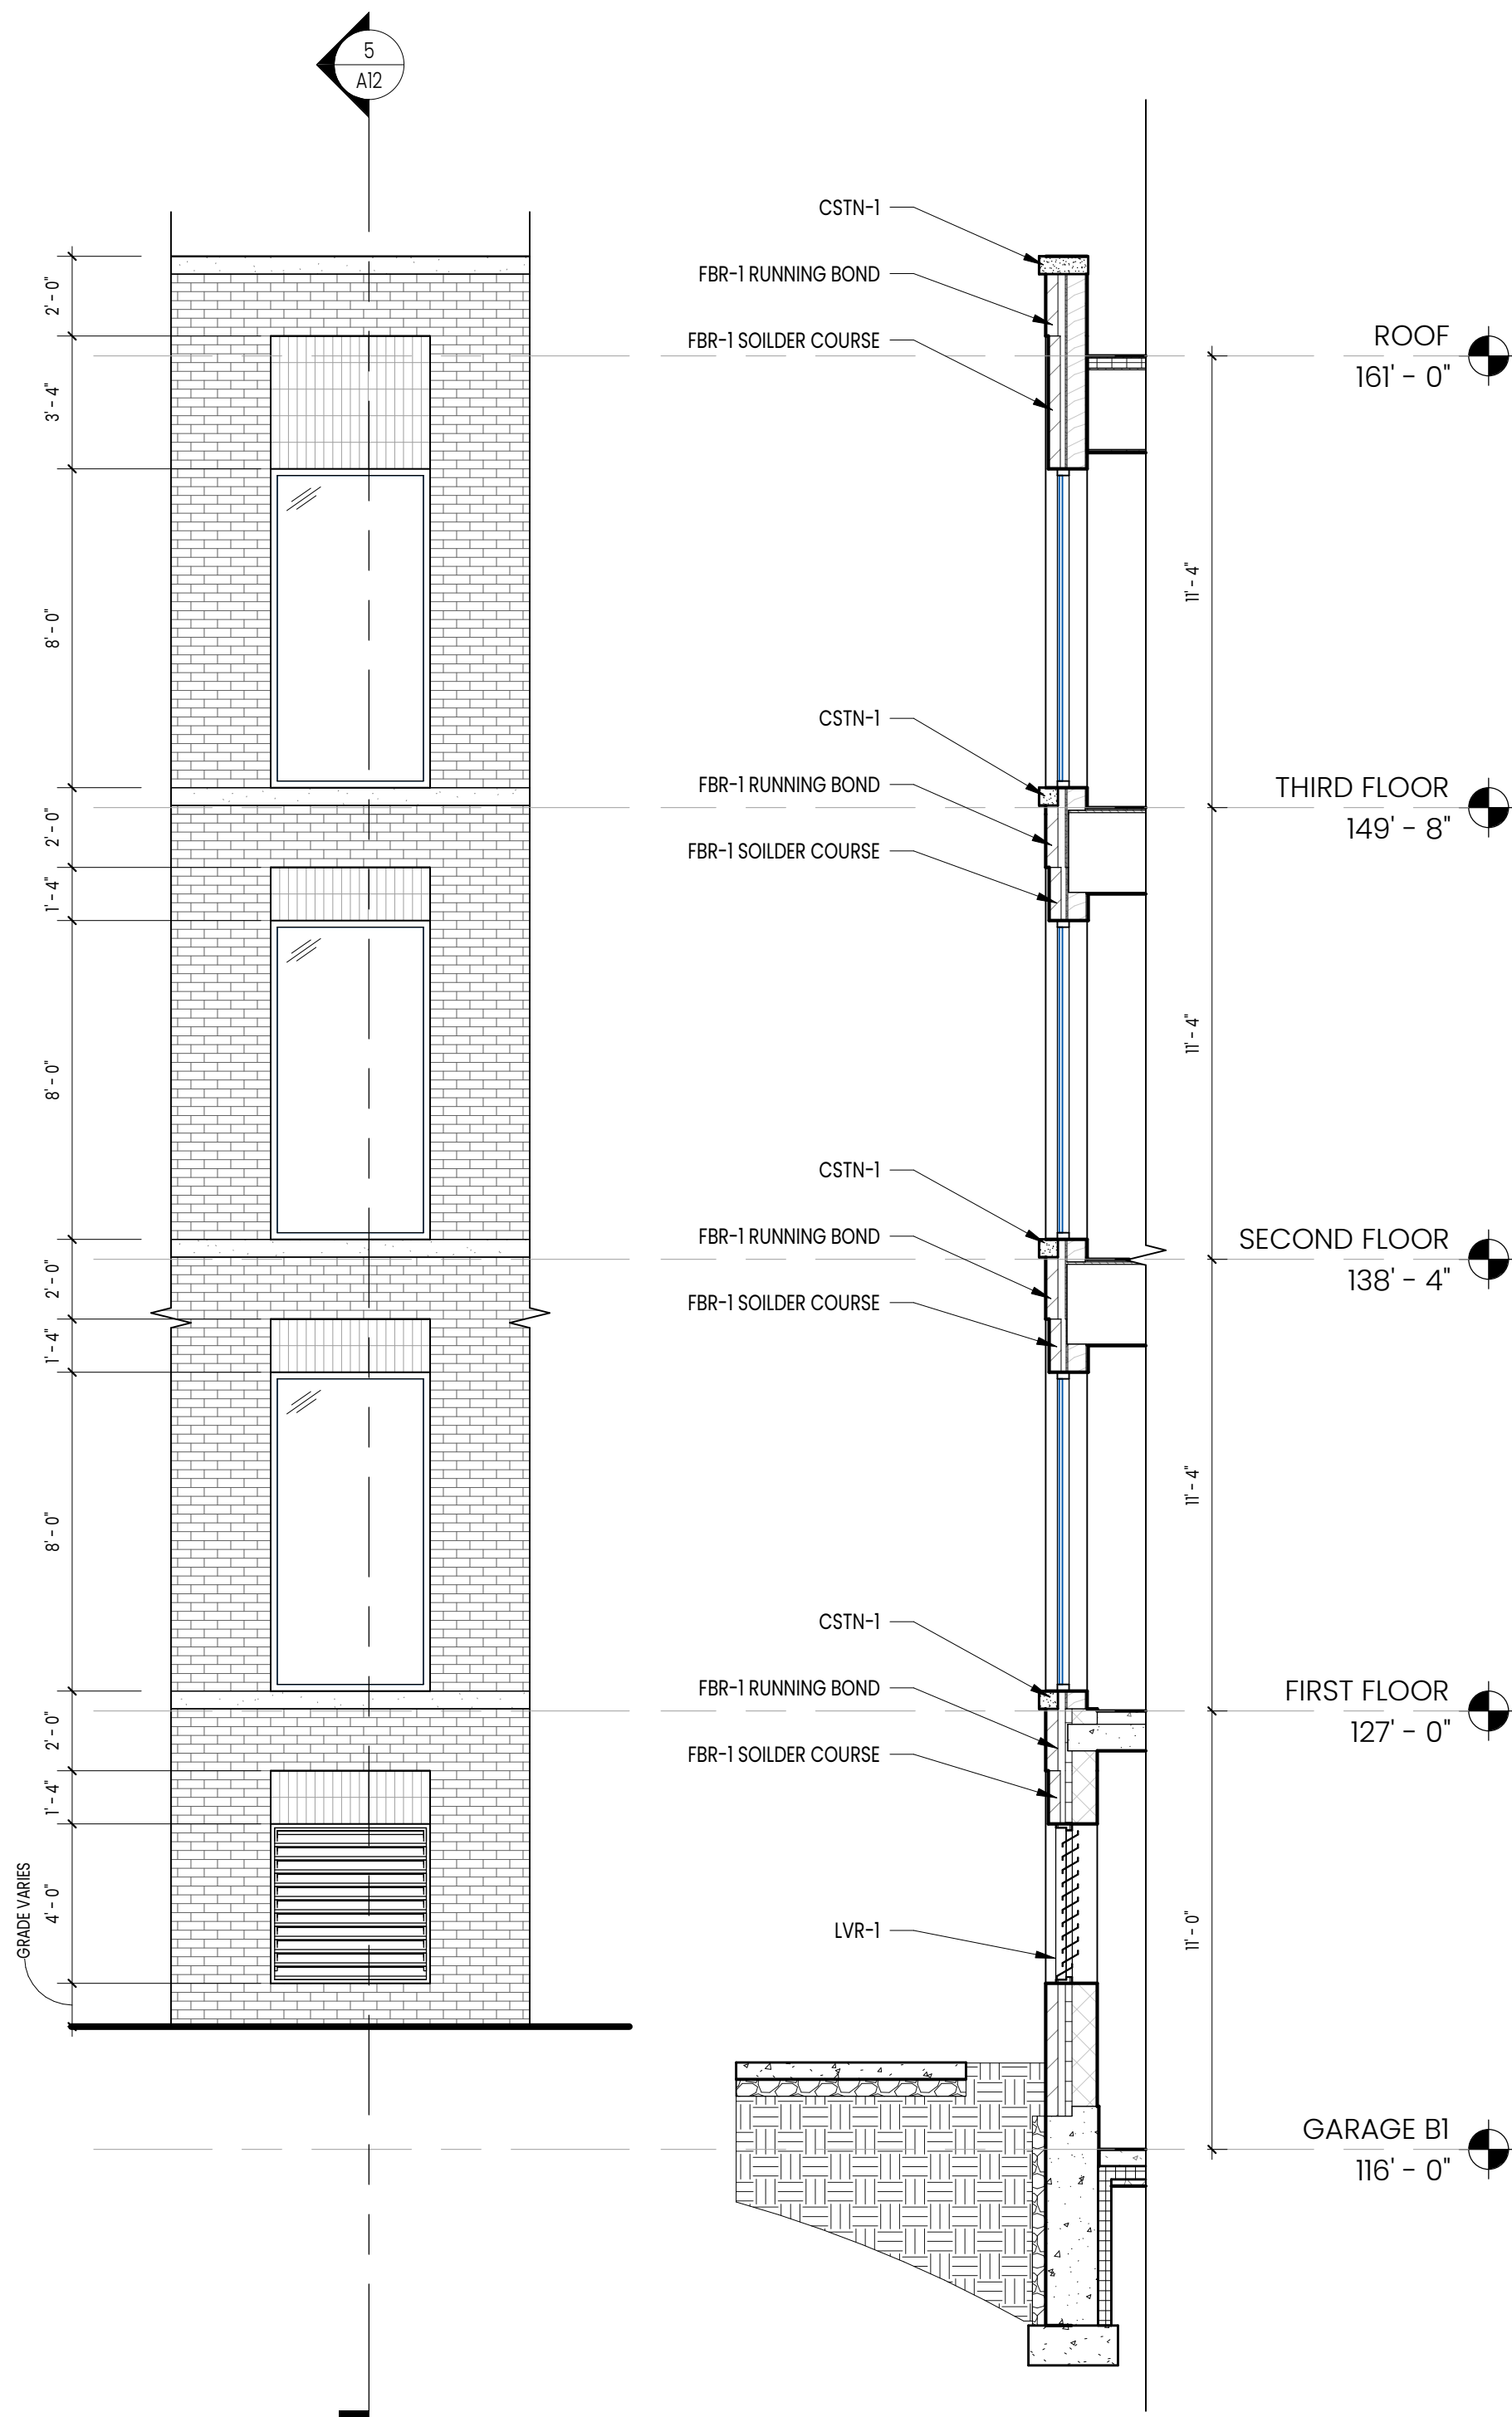 5
A12
2' - 0"
3' - 4"
8' - 0"
2' - 0"
1' - 4"
8' - 0"
2' - 0"
1' - 4"
8' - 0"
2' - 0"
1' - 4"
4' - 0"
GRADE VARIES
CSTN-1
FBR-1 RUNNING BOND
FBR-1 SOILDER COURSE
CSTN-1
FBR-1 RUNNING BOND
FBR-1 SOILDER COURSE
CSTN-1
FBR-1 RUNNING BOND
FBR-1 SOILDER COURSE
CSTN-1
FBR-1 RUNNING BOND
FBR-1 SOILDER COURSE
LVR-1
11' - 4"
11' - 4"
11' - 4"
11' - 0"
ROOF
161' - 0"
THIRD FLOOR
149' - 8"
SECOND FLOOR
138' - 4"
FIRST FLOOR
127' - 0"
GARAGE B1
116' - 0"